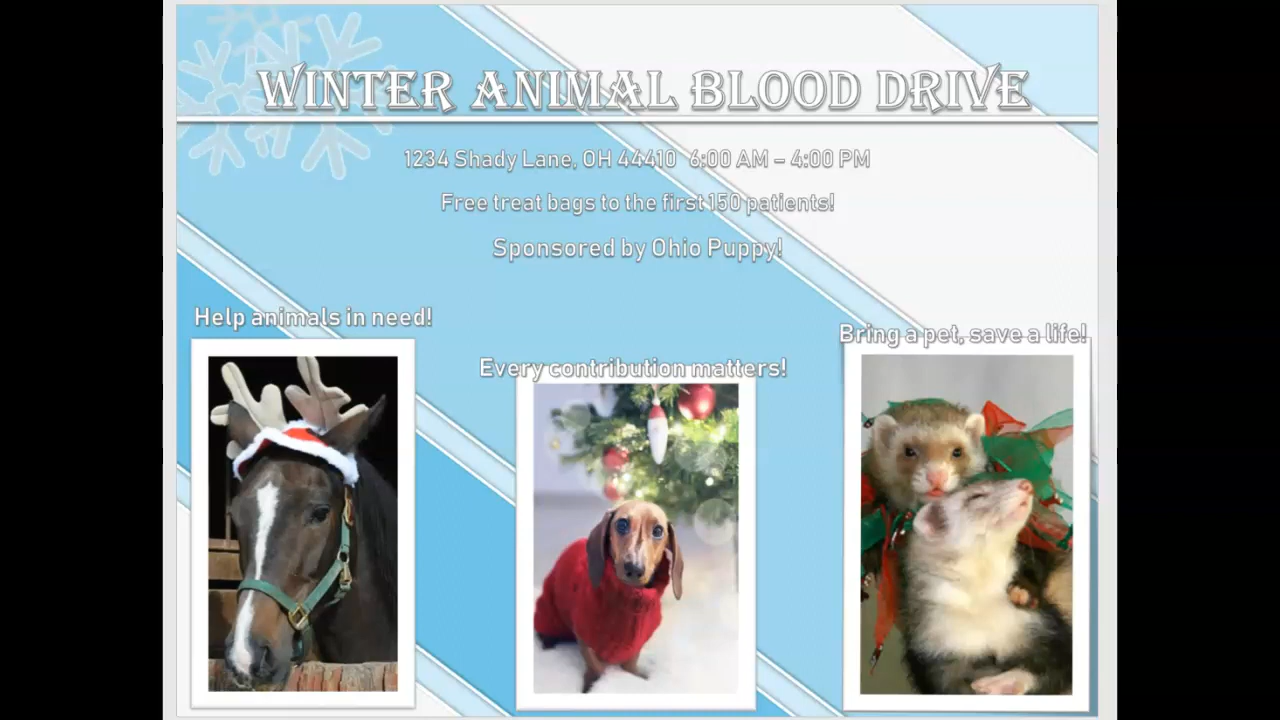 WINTER ANIMAL BLOOD DRIVE
1234 Shady Lane, OH 44410 6:00 AM – 4:00 PM
Free treat bags to the first 150 patients!
Sponsored by Ohio Puppy!
Help animals in need!
Every contribution matters!
Bring a pet, save a life!